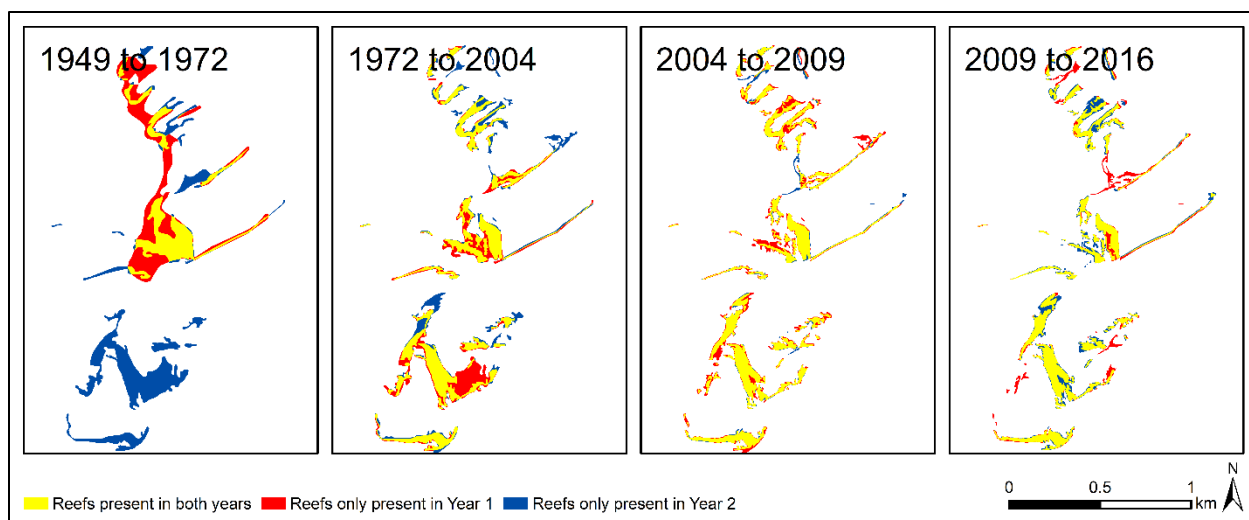 1949 to 1972
1972 to 2004
2004 to 2009
2009 to 2016
Reefs present in both years
Reefs only present in Year 1
Reefs only present in Year 2
0 0.5 1
km
N